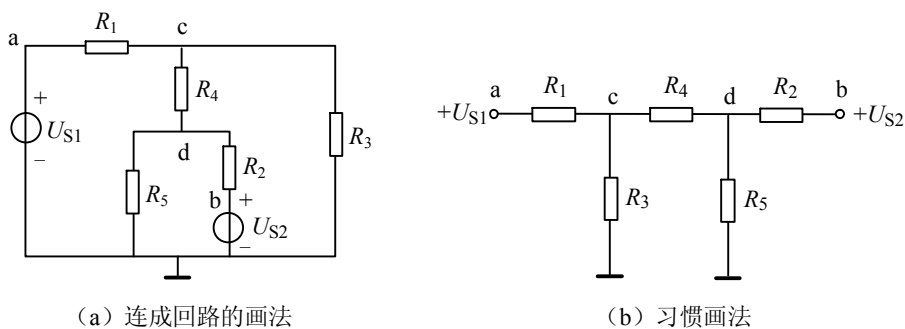 a R1 c
+ R4
US1 R3
− d R2
R5 b +
US2
−
（a）连成回路的画法
a R1 c R4 d R2 b
+US1 +US2
R3 R5
（b）习惯画法